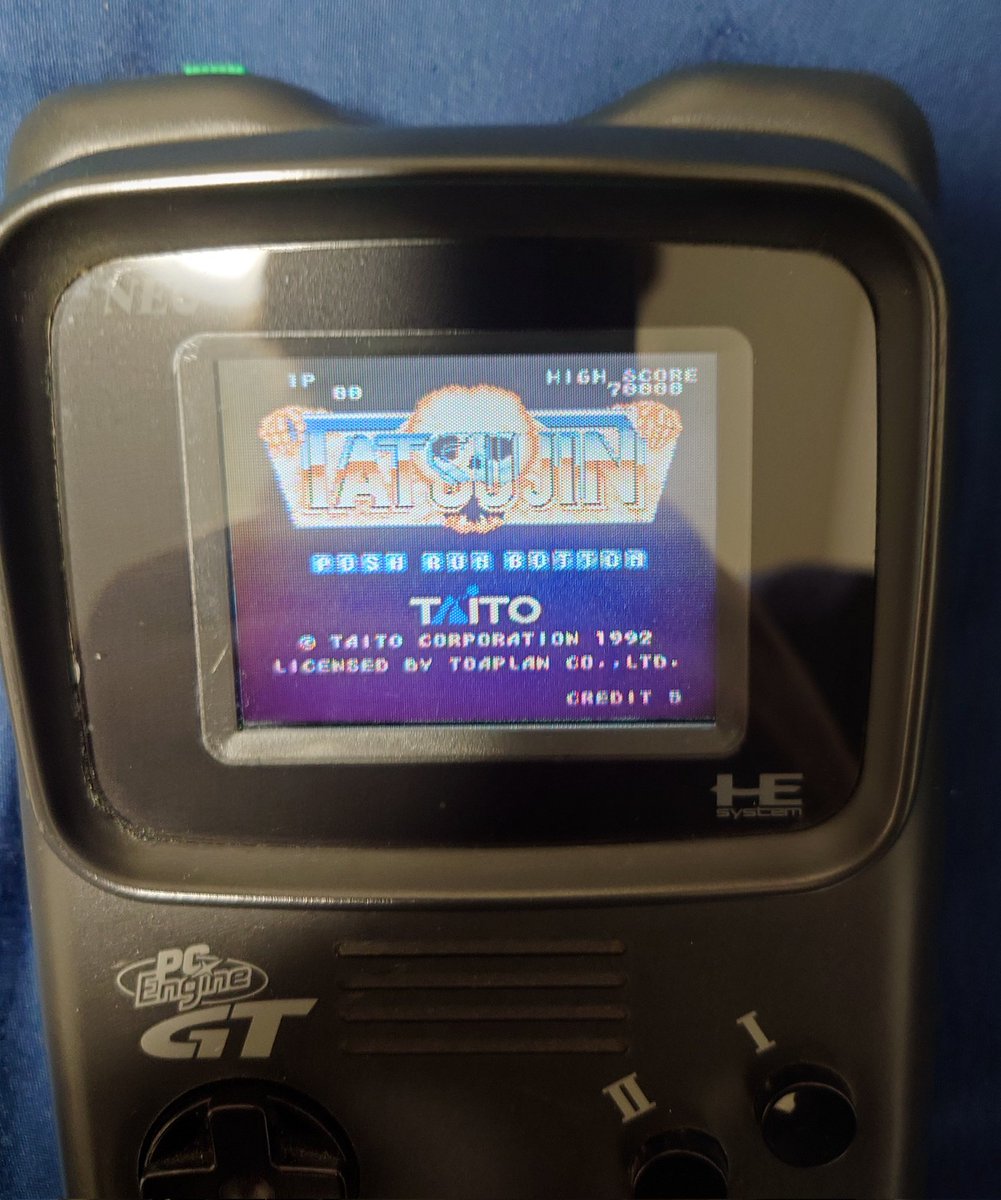 NEC
1P
00
HIGH SCORE
70000
TATSUJIN
PUSH RUN BUTTON
TAITO
© TAITO CORPORATION 1992
LICENSED BY TOAPLAN CO.,LTD.
CREDIT 5
HE
system
PC
Engine
GT
I
II